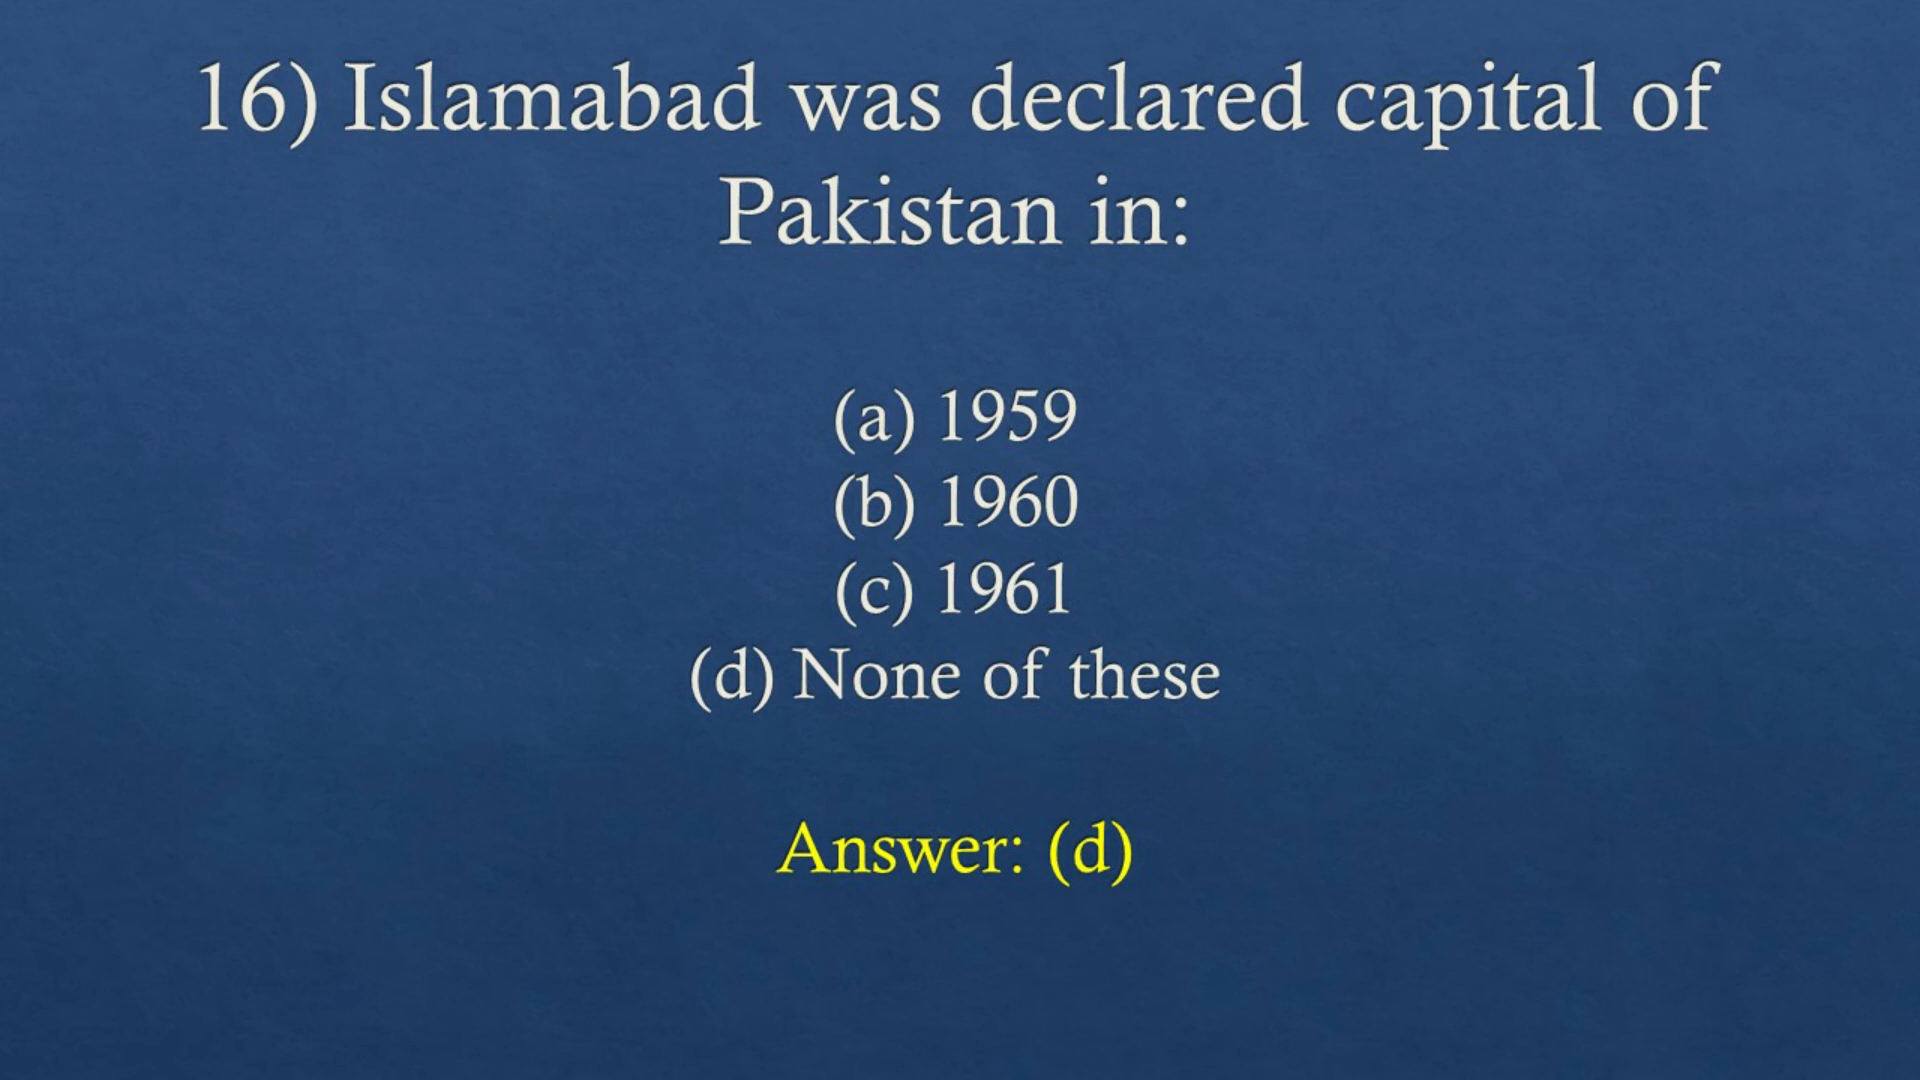 16) Islamabad was declared capital of
Pakistan in:
(a) 1959
(b) 1960
(c) 1961
(d) None of these
Answer: (d)